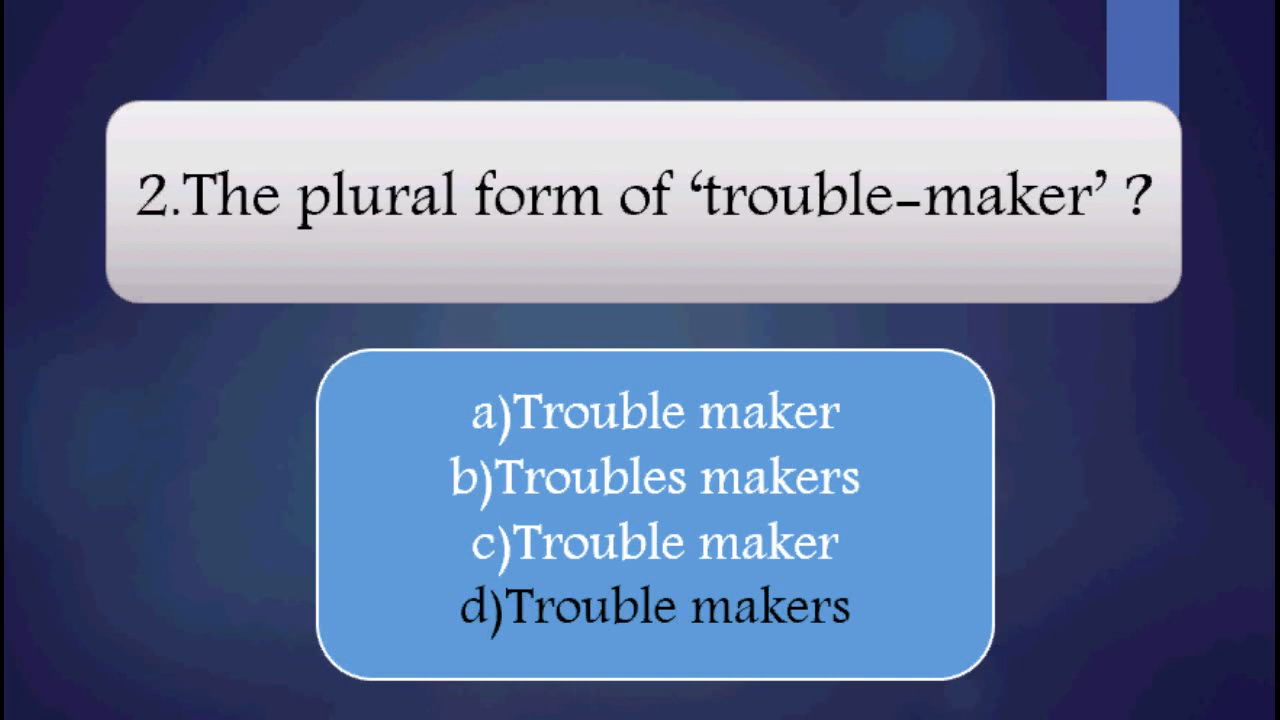 2.The plural form of ‘trouble-maker’ ?
a)Trouble maker
b)Troubles makers
c)Trouble maker
d)Trouble makers